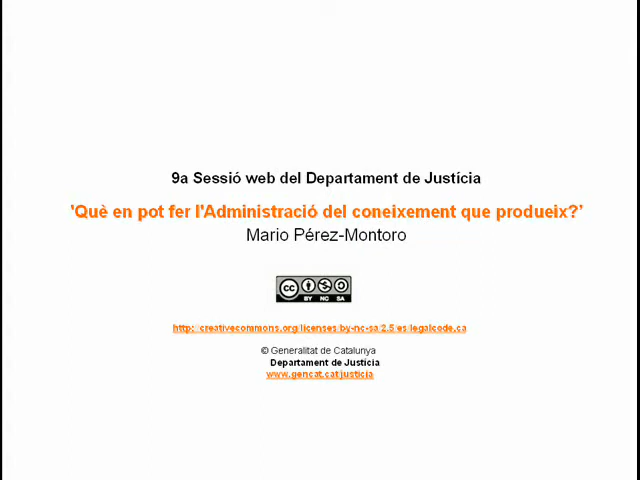 9a Sessió web del Departament de Justícia
'Què en pot fer l'Administració del coneixement que produeix?'
Mario Pérez-Montoro
cc BY NC SA
http://creativecommons.org/licenses/by-nc-sa/2.5/es/legalcode.ca
© Generalitat de Catalunya
Departament de Justícia
www.gencat.cat/justicia